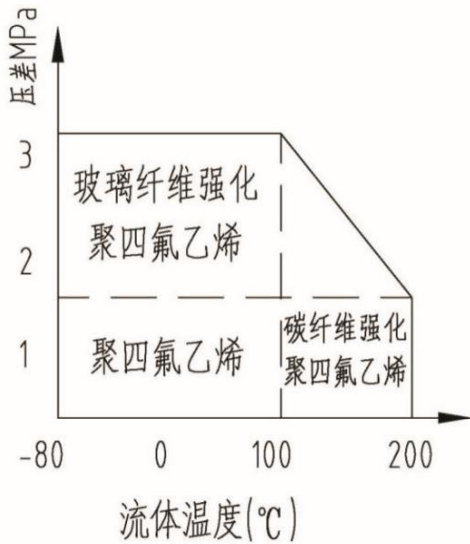 压差MPa
3
玻璃纤维强化
聚四氟乙烯
2
1
聚四氟乙烯
碳纤维强化
聚四氟乙烯
-80
0
100
200
流体温度(℃)